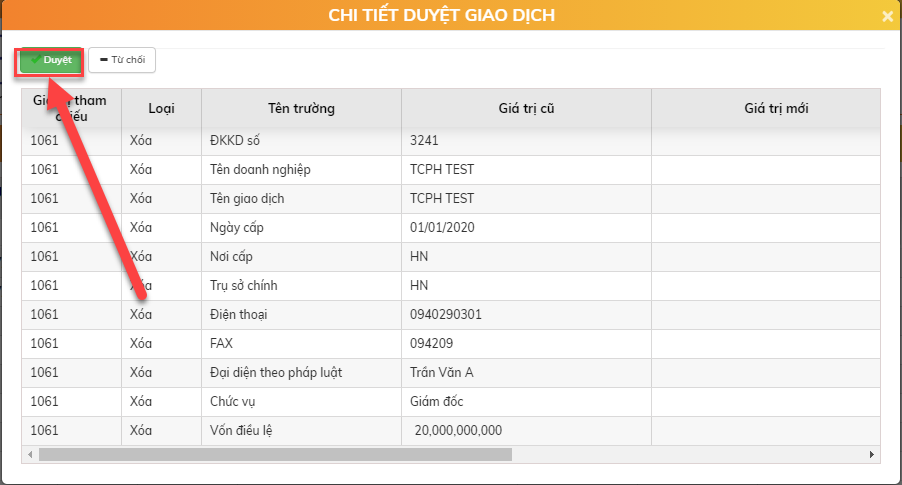 CHI TIẾT DUYỆT GIAO DỊCH
Duyệt Từ chối
Loại Tên trường Giá trị cũ Giá trị mới
tham
1061 Xóa ĐKKD số 3241
1061 Xóa Tên doanh nghiệp TCPH TEST
1061 Xóa Tên giao dịch TCPH TEST
1061 Xóa Ngày cấp 01/01/2020
1061 Xóa Nơi cấp HN
1061 Xóa Trụ sở chính HN
1061 Xóa Điện thoại 0940290301
1061 Xóa FAX 094209
1061 Xóa Đại diện theo pháp luật Trần Văn A
1061 Xóa Chức vụ Giám đốc
1061 Xóa Vốn điều lệ 20,000,000,000